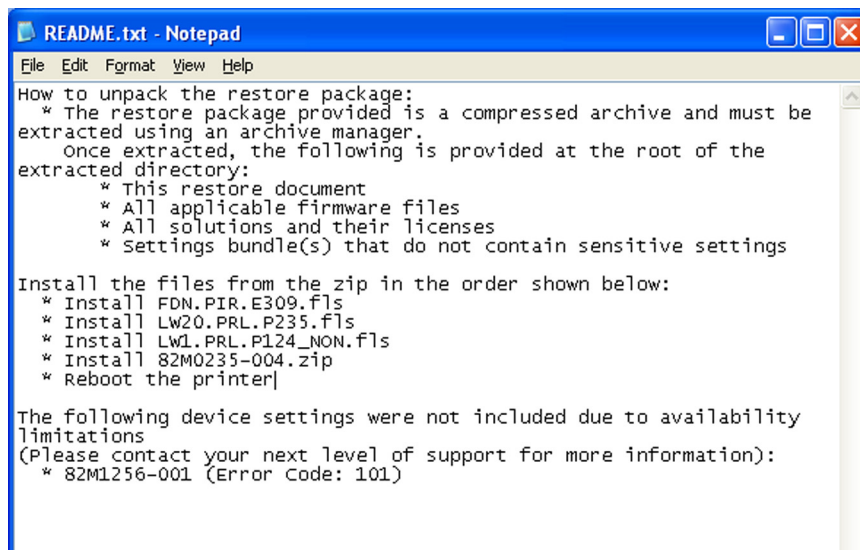 README.txt - Notepad
File Edit Format View Help
How to unpack the restore package:
* The restore package provided is a compressed archive and must be
extracted using an archive manager.
Once extracted, the following is provided at the root of the
extracted directory:
* This restore document
* All applicable firmware files
* All solutions and their licenses
* Settings bundle(s) that do not contain sensitive settings
Install the files from the zip in the order shown below:
* Install FDN.PIR.E309.fls
* Install LW20.PRL.P235.fls
* Install LW1.PRL.P124_NON.fls
* Install 82M0235-004.zip
* Reboot the printer
The following device settings were not included due to availability
limitations
(Please contact your next level of support for more information):
* 82M1256-001 (Error Code: 101)